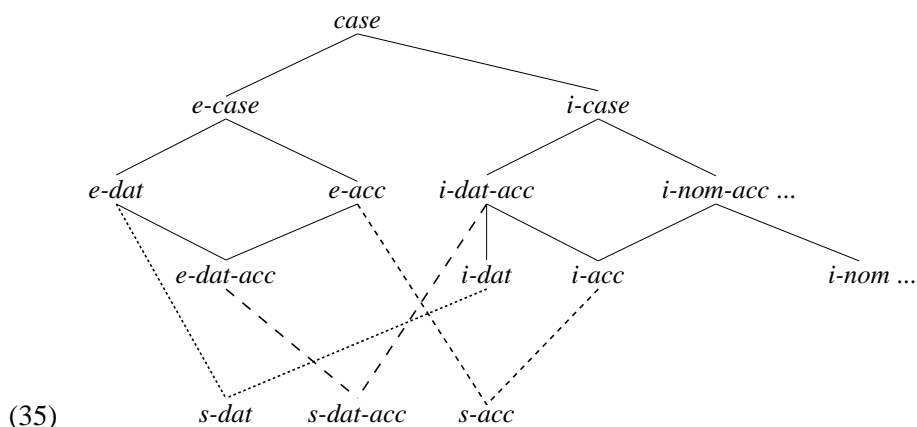 case
e-case i-case
e-dat e-acc i-dat-acc i-nom-acc ...
e-dat-acc i-dat i-acc i-nom ...
(35) s-dat s-dat-acc s-acc